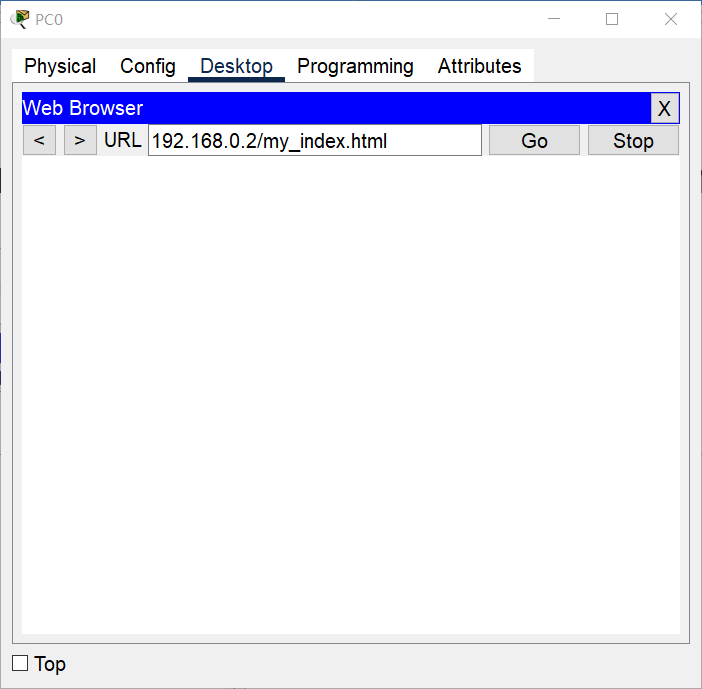 PC0
Physical Config Desktop Programming Attributes
Web Browser X
< > URL 192.168.0.2/my_index.html Go Stop
Top